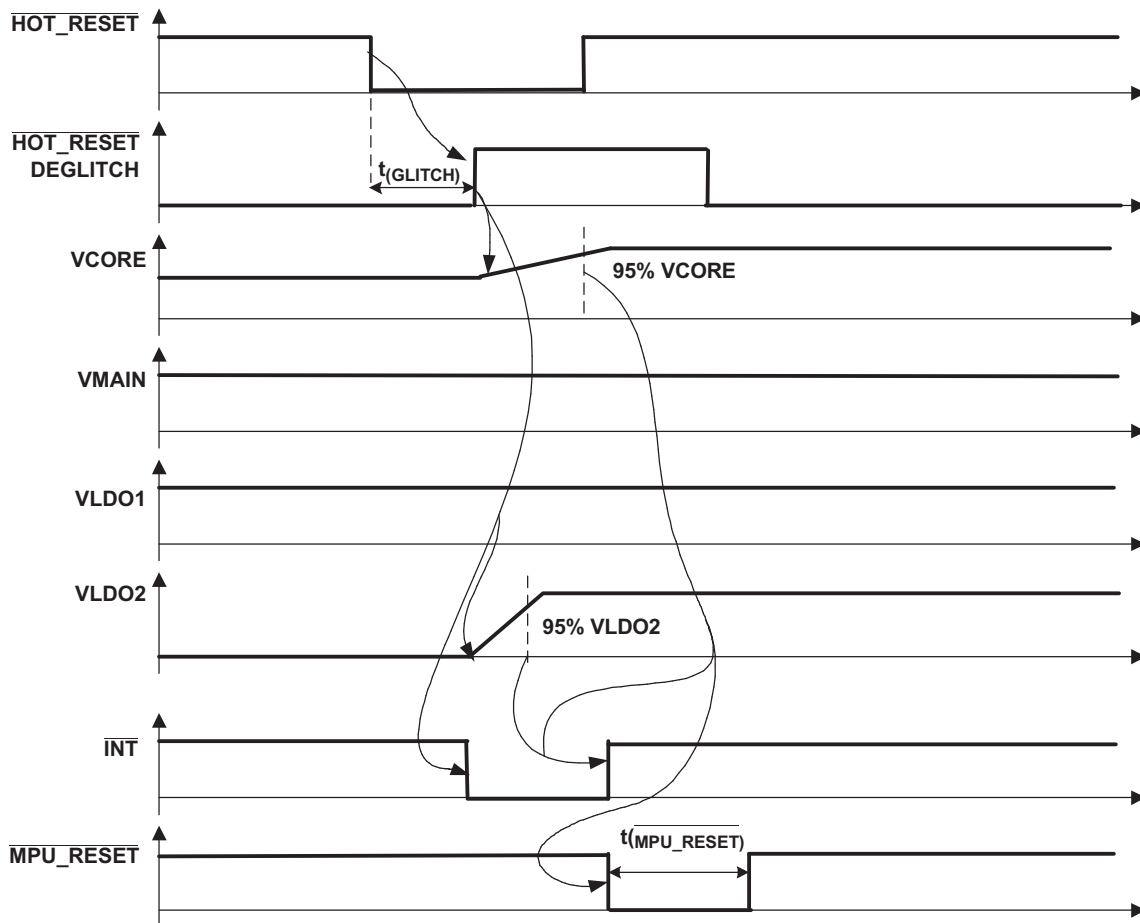 HOT_RESET
HOT_RESET
DEGLITCH
t(GLITCH)
VCORE
95% VCORE
VMAIN
VLDO1
VLDO2
95% VLDO2
INT
MPU_RESET
t(MPU_RESET)